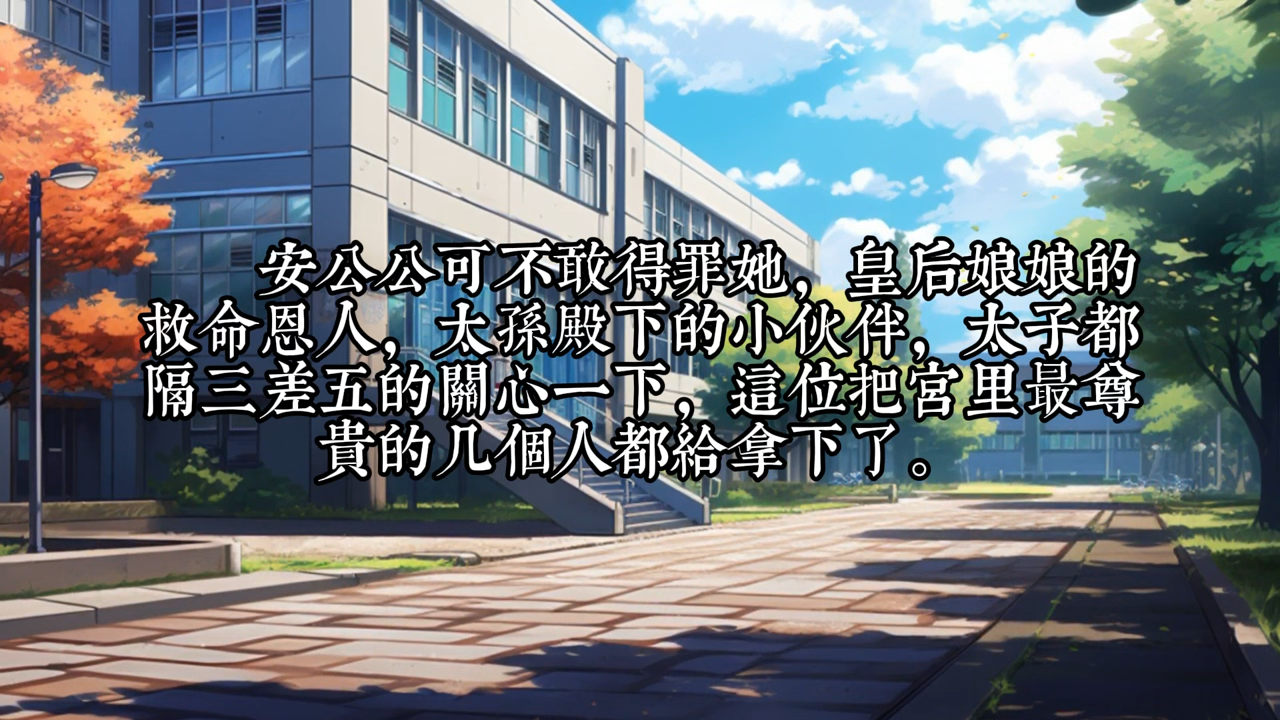 安公公可不敢得罪她，皇后娘娘的
救命恩人，太孫殿下的小伙伴，太子都
隔三差五的關心一下，這位把宮里最尊
貴的几個人都給拿下了。